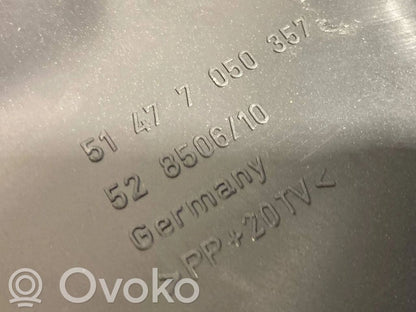 51 47 7 050 357
52 8506/10
Germany
>PP+20TV<
Ovoko